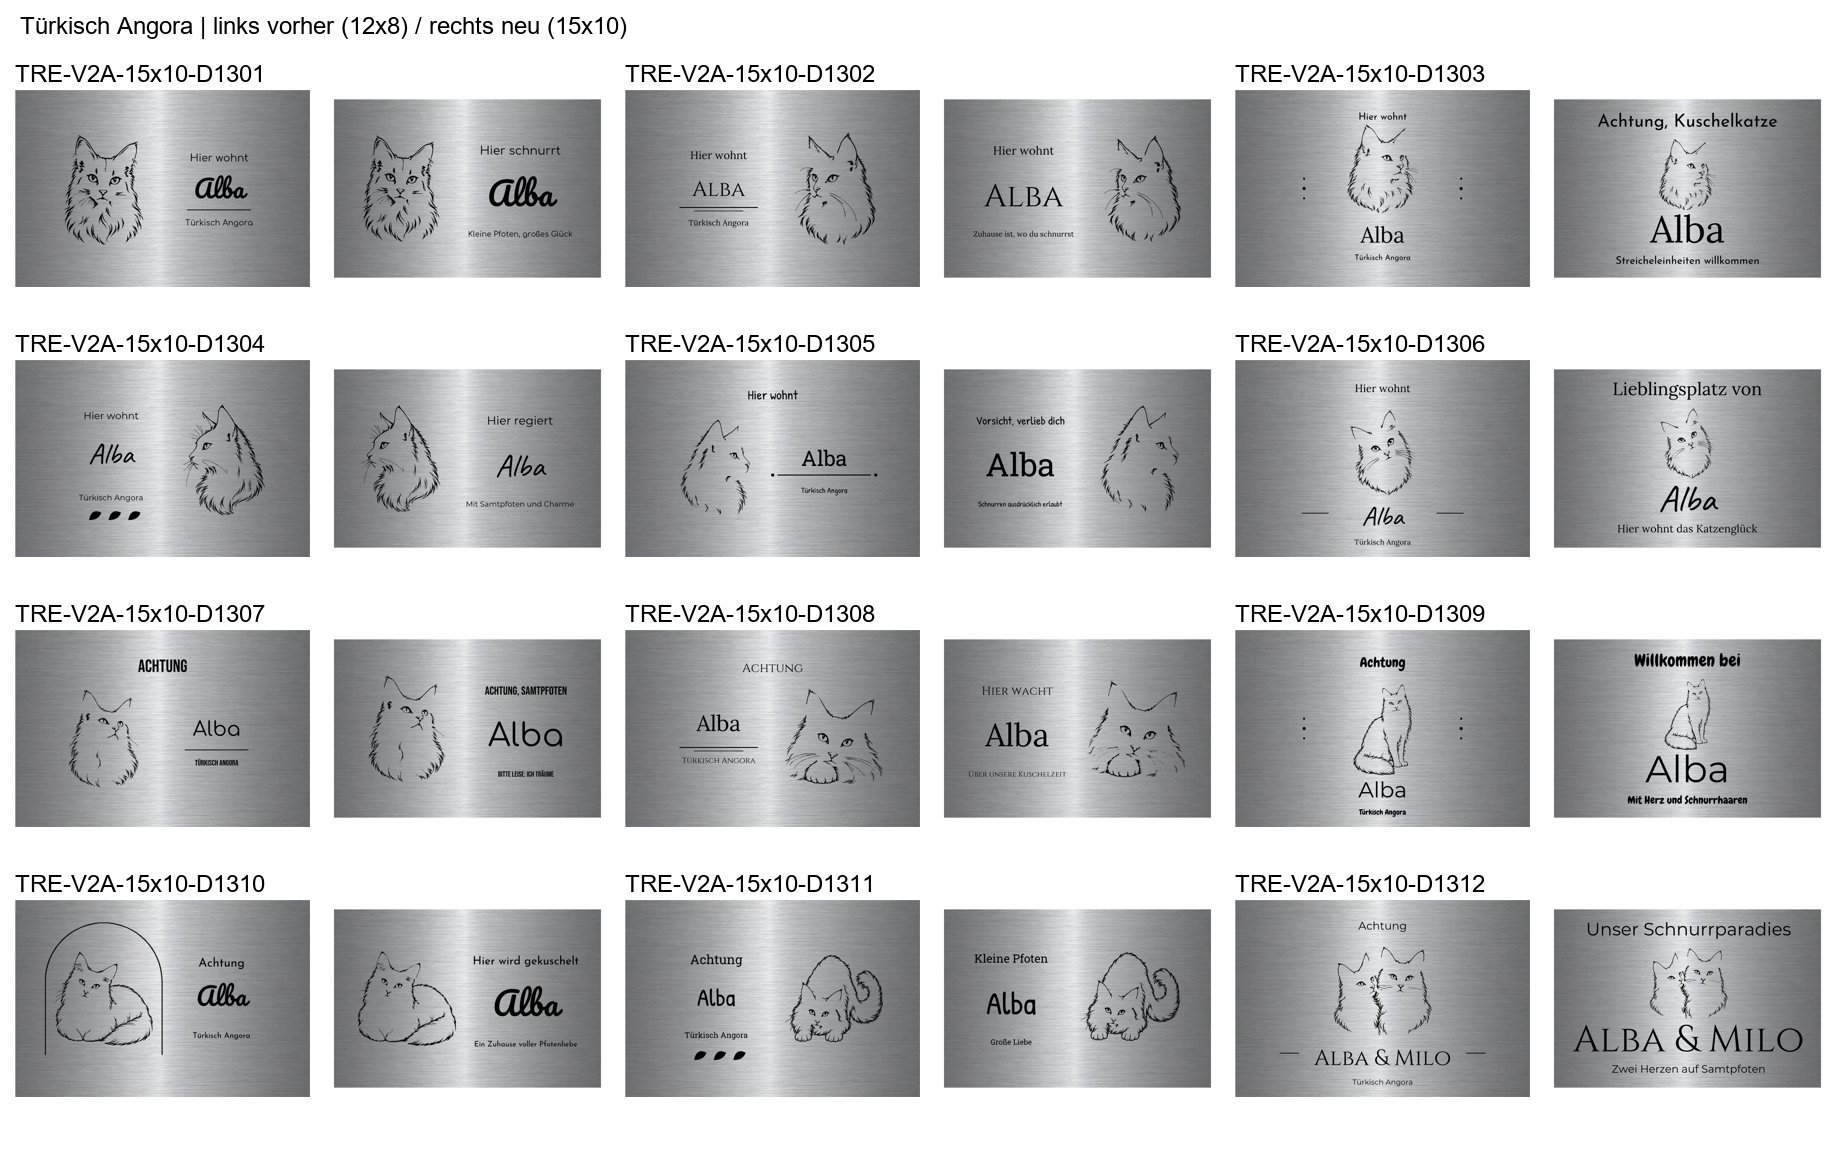 Türkisch Angora | links vorher (12x8) / rechts neu (15x10)
TRE-V2A-15x10-D1301
Hier wohnt
Alba
Türkisch Angora
Hier schnurrt
Alba
Kleine Pfoten, großes Glück
TRE-V2A-15x10-D1302
Hier wohnt
ALBA
Türkisch Angora
Hier wohnt
ALBA
Zuhause ist, wo du schnurrst
TRE-V2A-15x10-D1303
Hier wohnt
Alba
Türkisch Angora
Achtung, Kuschelkatze
Alba
Streicheleinheiten willkommen
TRE-V2A-15x10-D1304
Hier wohnt
Alba
Türkisch Angora
Hier regiert
Alba
Mit Samtpfoten und Charme
TRE-V2A-15x10-D1305
Hier wohnt
Alba
Türkisch Angora
Vorsicht, verlieb dich
Alba
Schnurren ausdrücklich erlaubt
TRE-V2A-15x10-D1306
Hier wohnt
Alba
Türkisch Angora
Lieblingsplatz von
Alba
Hier wohnt das Katzenglück
TRE-V2A-15x10-D1307
ACHTUNG
Alba
TÜRKISCH ANGORA
ACHTUNG, SAMTPFOTEN
Alba
BITTE LEISE: ICH TRÄUME
TRE-V2A-15x10-D1308
ACHTUNG
Alba
TÜRKISCH ANGORA
HIER WACHT
Alba
ÜBER UNSERE KUSCHELZEIT
TRE-V2A-15x10-D1309
Achtung
Alba
Türkisch Angora
Willkommen bei
Alba
Mit Herz und Schnurrhaaren
TRE-V2A-15x10-D1310
Achtung
Alba
Türkisch Angora
Hier wird gekuschelt
Alba
Ein Zuhause voller Pfotenliebe
TRE-V2A-15x10-D1311
Achtung
Alba
Türkisch Angora
Kleine Pfoten
Alba
Große Liebe
TRE-V2A-15x10-D1312
Achtung
ALBA & MILO
Türkisch Angora
Unser Schnurrparadies
ALBA & MILO
Zwei Herzen auf Samtpfoten